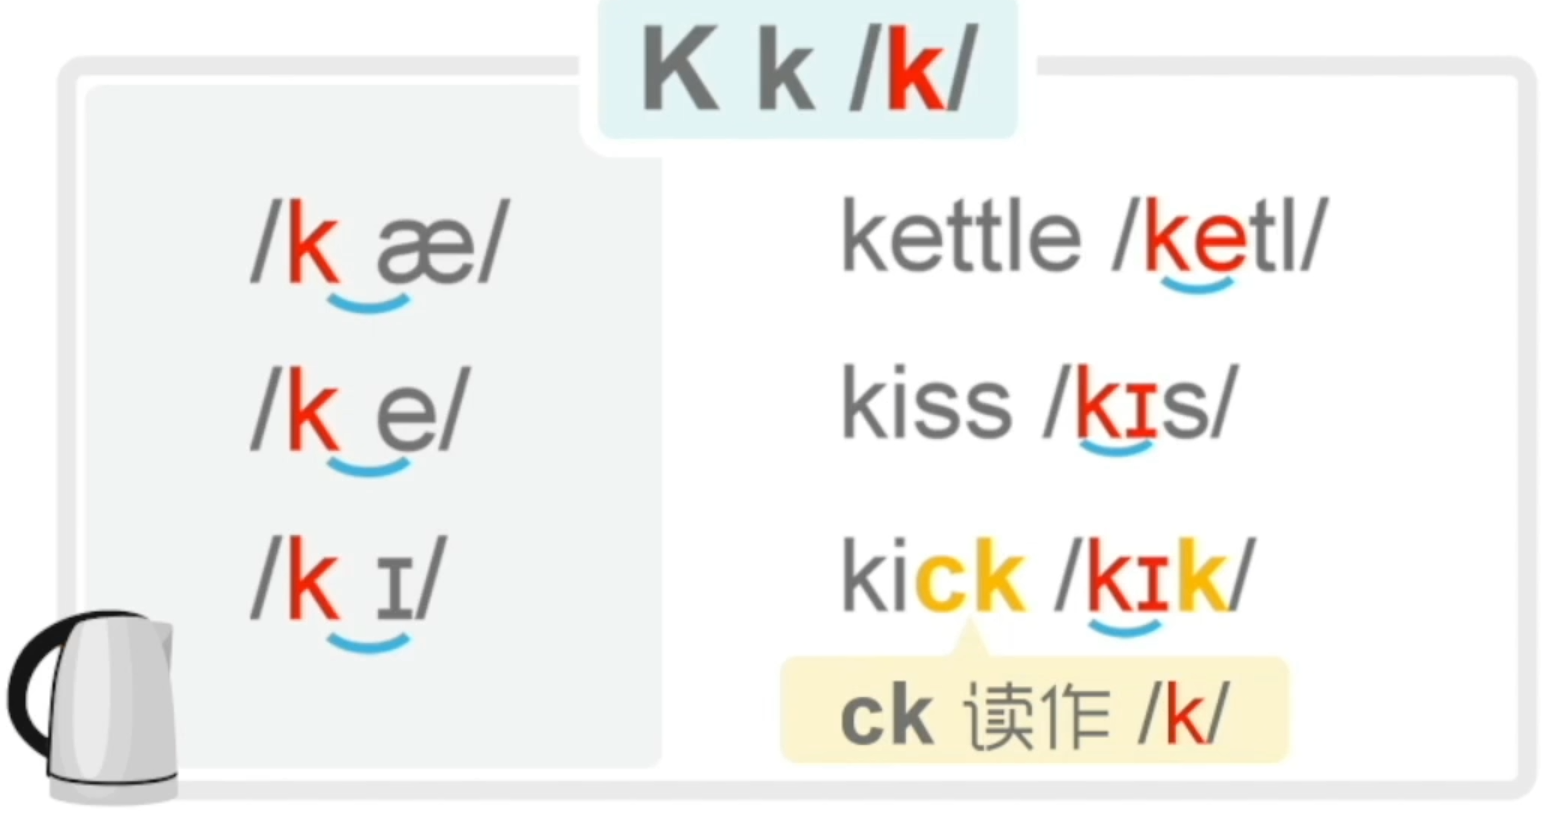 K k /k/
/k æ/
/k e/
/k ɪ/
kettle /ketl/
kiss /kɪs/
kick /kɪk/
ck 读作 /k/